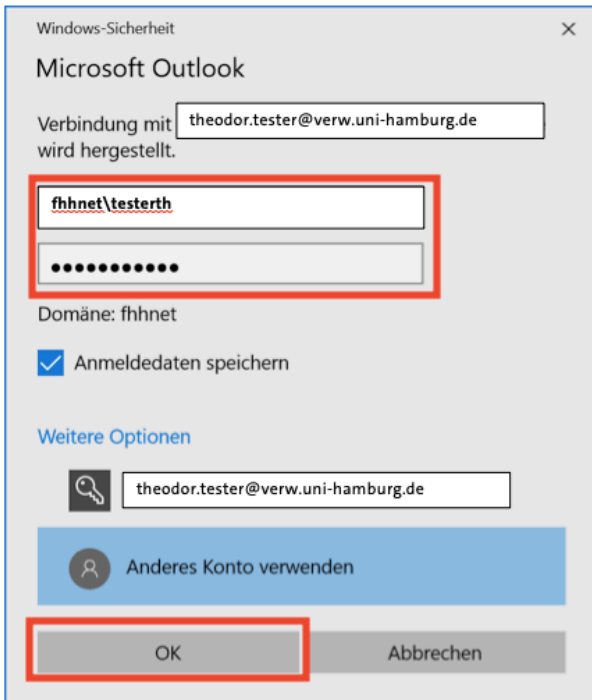 Windows-Sicherheit
Microsoft Outlook
Verbindung mit theodor.tester@verw.uni-hamburg.de
wird hergestellt.
fhhnet\testerth
●●●●●●●●●●●
Domäne: fhhnet
Anmeldedaten speichern
Weitere Optionen
theodor.tester@verw.uni-hamburg.de
Anderes Konto verwenden
OK Abbrechen